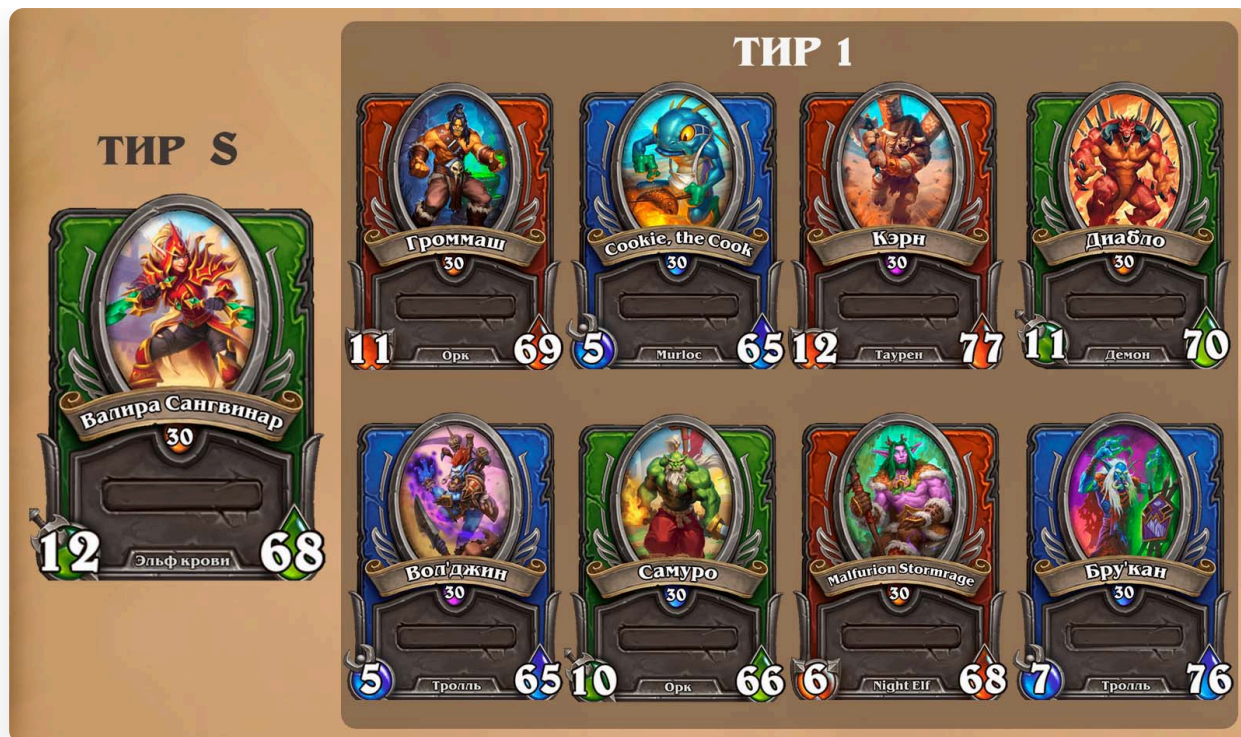 ТИР S
Валира Сангвинар
30
12
Эльф крови
68
ТИР 1
Громмаш
30
11
Орк
69
Cookie, the Cook
30
5
Murloc
65
Кэрн
30
12
Таурен
77
Диабло
30
11
Демон
70
Вол'джин
30
5
Тролль
65
Самуро
30
10
Орк
66
Malfurion Stormrage
30
6
Night Elf
68
Бру'кан
30
7
Тролль
76